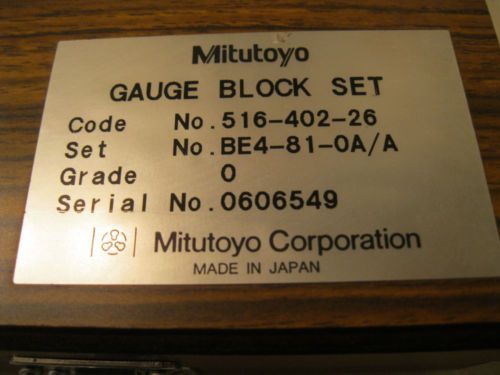 Mitutoyo
GAUGE BLOCK SET
Code No. 516-402-26
Set No. BE4-81-0A/A
Grade 0
Serial No. 0606549
Mitutoyo Corporation
MADE IN JAPAN